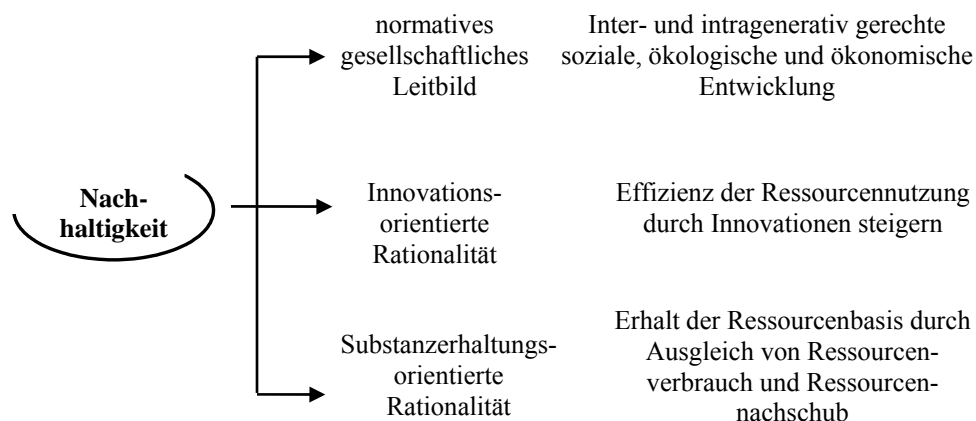 normatives
gesellschaftliches
Leitbild
Inter- und intragenerativ gerechte
soziale, ökologische und ökonomische
Entwicklung
Nach-
haltigkeit
Innovations-
orientierte
Rationalität
Effizienz der Ressourcennutzung
durch Innovationen steigern
Substanzerhaltungs-
orientierte
Rationalität
Erhalt der Ressourcenbasis durch
Ausgleich von Ressourcen-
verbrauch und Ressourcen-
nachschub